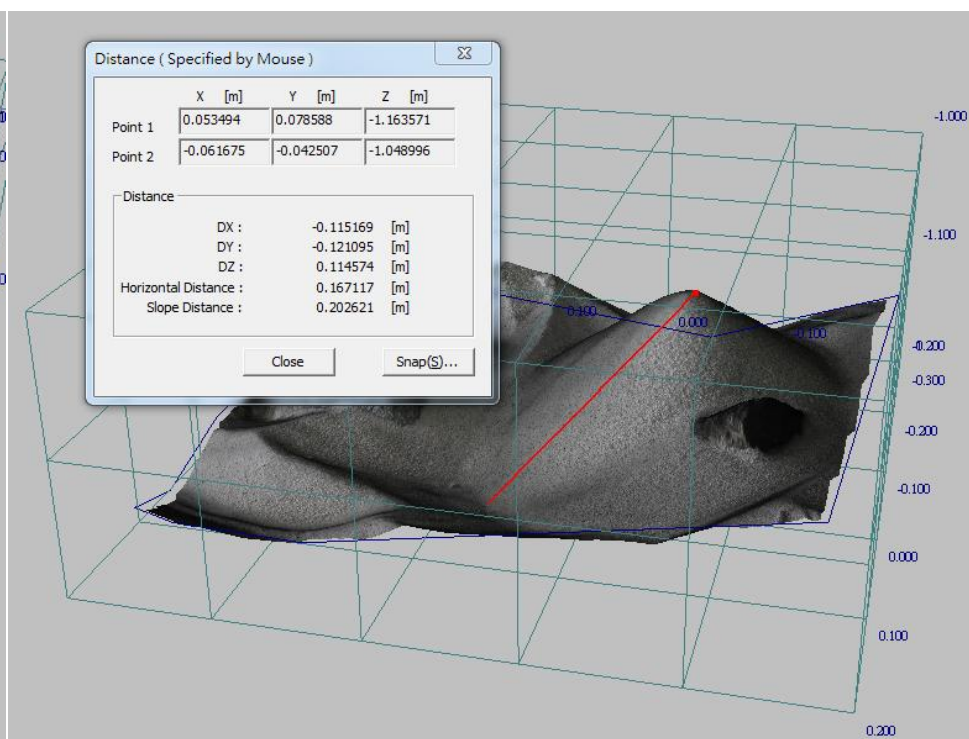 Distance ( Specified by Mouse )
X [m] Y [m] Z [m]
Point 1 0.053494 0.078588 -1.163571
Point 2 -0.061675 -0.042507 -1.048996
Distance
DX : -0.115169 [m]
DY : -0.121095 [m]
DZ : 0.114574 [m]
Horizontal Distance : 0.167117 [m]
Slope Distance : 0.202621 [m]
Close Snap(S)...
-1.000
-1.100
0.100 0.000 -0.100
-0.200
-0.300
-0.200
-0.100
0.000
0.100
0.200